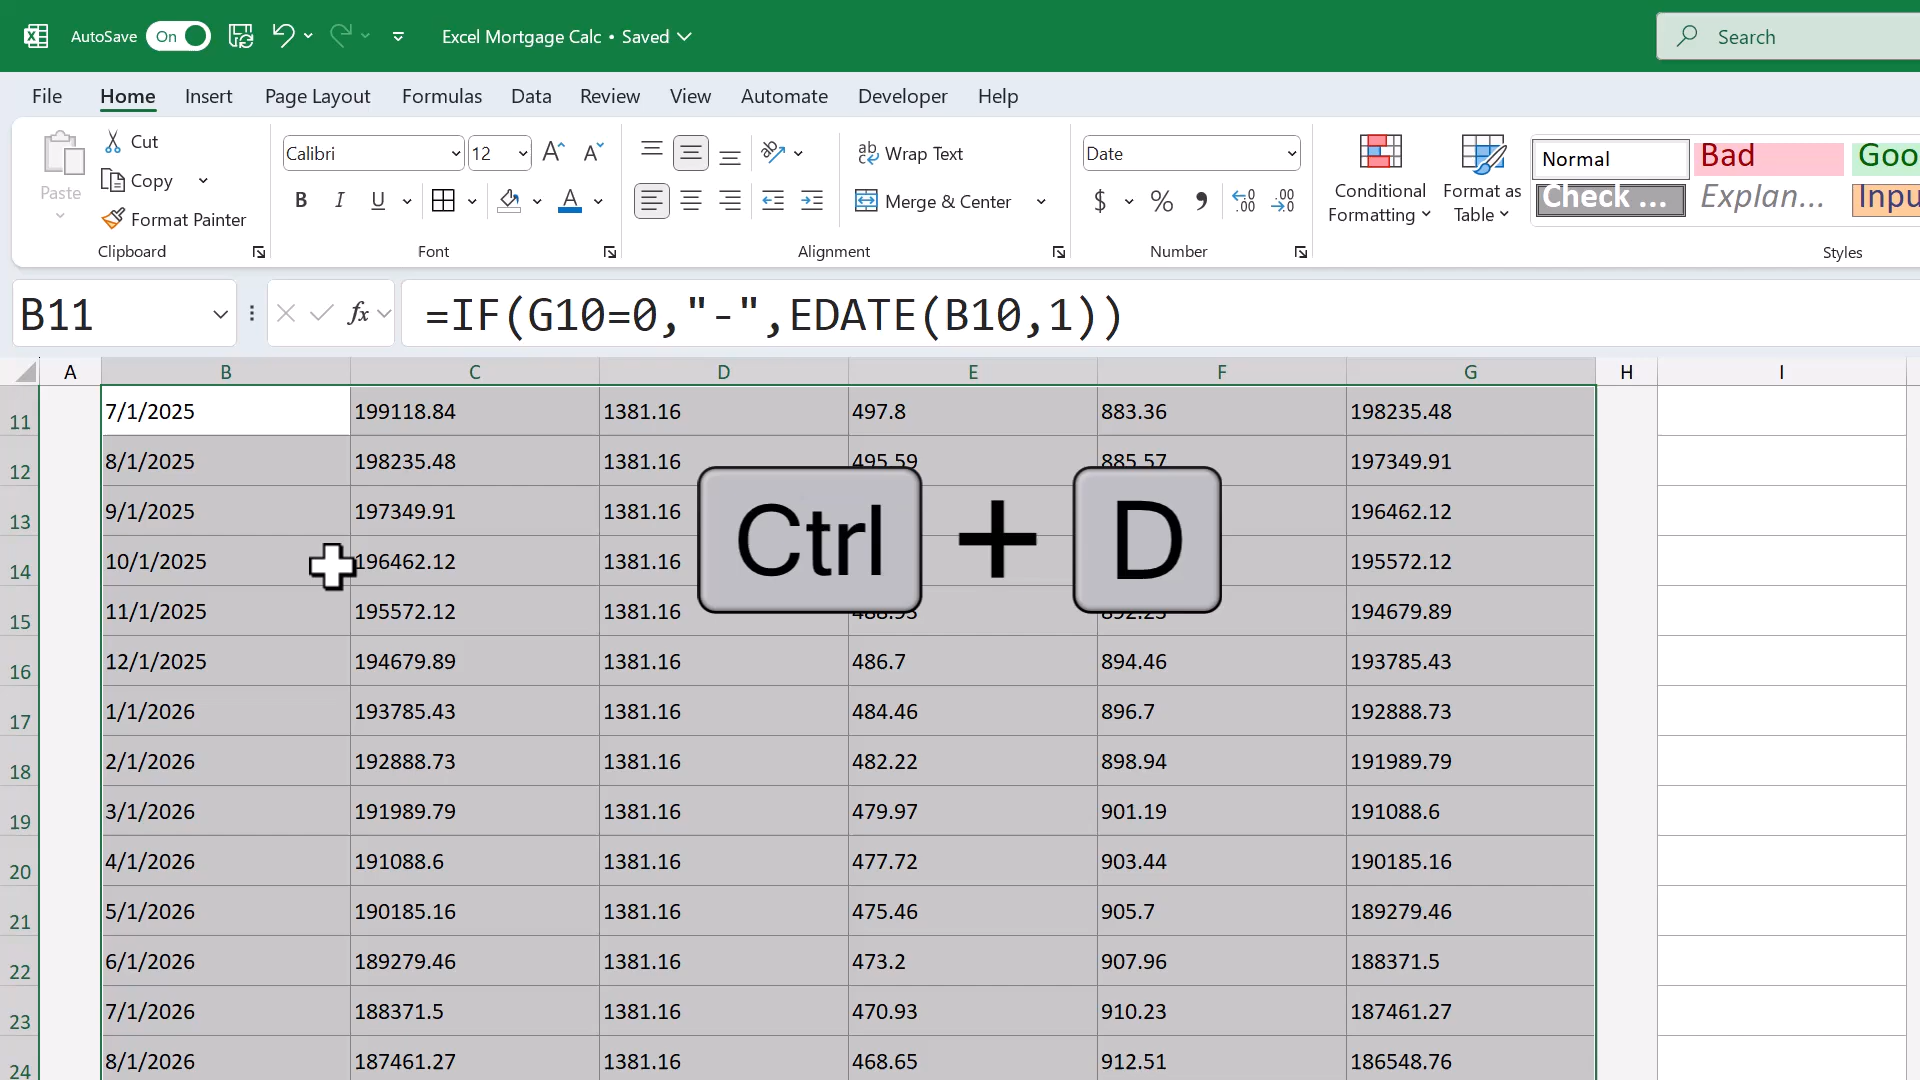 AutoSave On Excel Mortgage Calc • Saved Search
File Home Insert Page Layout Formulas Data Review View Automate Developer Help
Paste Cut Copy Format Painter Clipboard
Calibri 12 B I U A Font
Wrap Text Merge & Center Alignment
Date $ % Number
Conditional Formatting
Format as Table
Normal Bad Goo
Check ... Explan... Inpu
Styles
B11 fx =IF(G10=0,"-",EDATE(B10,1))
A B C D E F G H I
11 7/1/2025 199118.84 1381.16 497.8 883.36 198235.48
12 8/1/2025 198235.48 1381.16 495.59 885.57 197349.91
13 9/1/2025 197349.91 1381.16 196462.12
14 10/1/2025 196462.12 1381.16 195572.12
15 11/1/2025 195572.12 1381.16 194679.89
Ctrl + D
16 12/1/2025 194679.89 1381.16 486.7 894.46 193785.43
17 1/1/2026 193785.43 1381.16 484.46 896.7 192888.73
18 2/1/2026 192888.73 1381.16 482.22 898.94 191989.79
19 3/1/2026 191989.79 1381.16 479.97 901.19 191088.6
20 4/1/2026 191088.6 1381.16 477.72 903.44 190185.16
21 5/1/2026 190185.16 1381.16 475.46 905.7 189279.46
22 6/1/2026 189279.46 1381.16 473.2 907.96 188371.5
23 7/1/2026 188371.5 1381.16 470.93 910.23 187461.27
24 8/1/2026 187461.27 1381.16 468.65 912.51 186548.76